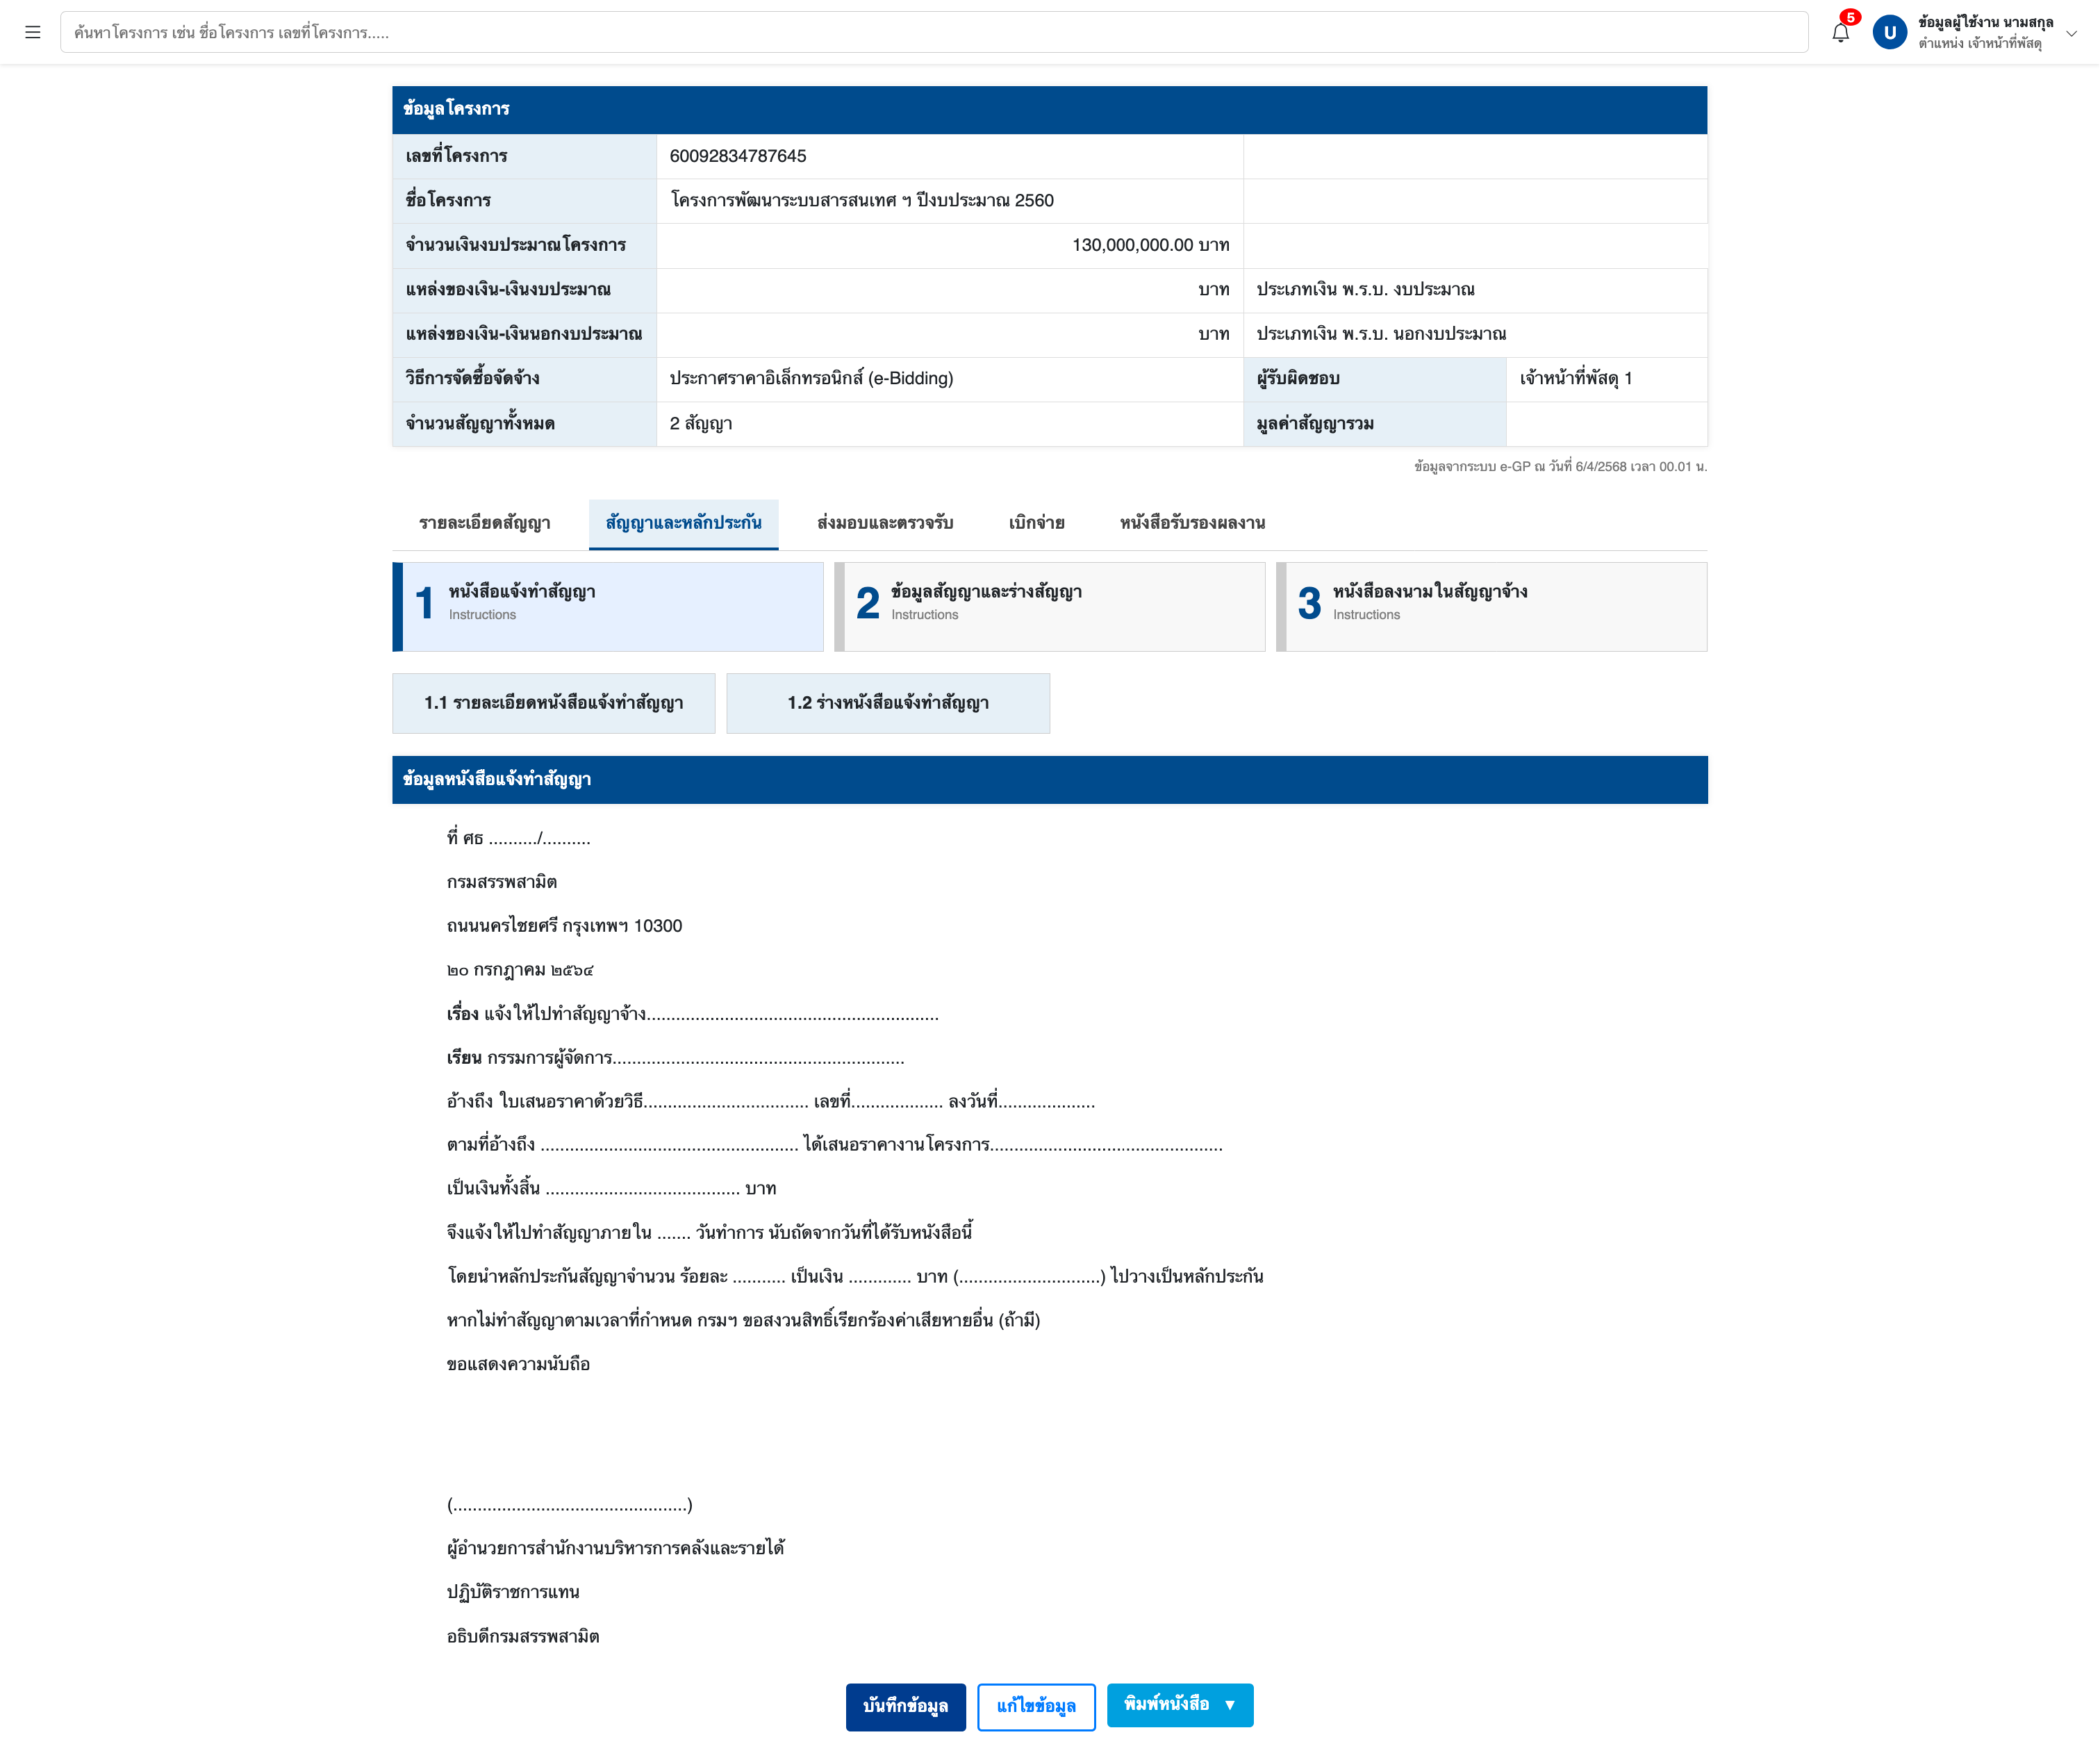 ค้นหาโครงการ เช่น ชื่อโครงการ เลขที่โครงการ.....
5
U
ข้อมูลผู้ใช้งาน นามสกุล
ตำแหน่ง เจ้าหน้าที่พัสดุ
ข้อมูลโครงการ
เลขที่โครงการ 60092834787645
ชื่อโครงการ โครงการพัฒนาระบบสารสนเทศ ฯ ปีงบประมาณ 2560
จำนวนเงินงบประมาณโครงการ 130,000,000.00 บาท
แหล่งของเงิน-เงินงบประมาณ บาท ประเภทเงิน พ.ร.บ. งบประมาณ
แหล่งของเงิน-เงินนอกงบประมาณ บาท ประเภทเงิน พ.ร.บ. นอกงบประมาณ
วิธีการจัดซื้อจัดจ้าง ประกาศราคาอิเล็กทรอนิกส์ (e-Bidding) ผู้รับผิดชอบ เจ้าหน้าที่พัสดุ 1
จำนวนสัญญาทั้งหมด 2 สัญญา มูลค่าสัญญารวม
ข้อมูลจากระบบ e-GP ณ วันที่ 6/4/2568 เวลา 00.01 น.
รายละเอียดสัญญา สัญญาและหลักประกัน ส่งมอบและตรวจรับ เบิกจ่าย หนังสือรับรองผลงาน
1 หนังสือแจ้งทำสัญญา
Instructions
2 ข้อมูลสัญญาและร่างสัญญา
Instructions
3 หนังสือลงนามในสัญญาจ้าง
Instructions
1.1 รายละเอียดหนังสือแจ้งทำสัญญา 1.2 ร่างหนังสือแจ้งทำสัญญา
ข้อมูลหนังสือแจ้งทำสัญญา
ที่ ศธ ........../..........
กรมสรรพสามิต
ถนนนครไชยศรี กรุงเทพฯ 10300
๒๐ กรกฎาคม ๒๕๖๔
เรื่อง แจ้งให้ไปทำสัญญาจ้าง............................................................
เรียน กรรมการผู้จัดการ............................................................
อ้างถึง ใบเสนอราคาด้วยวิธี.................................. เลขที่................... ลงวันที่....................
ตามที่อ้างถึง ..................................................... ได้เสนอราคางานโครงการ................................................
เป็นเงินทั้งสิ้น ........................................ บาท
จึงแจ้งให้ไปทำสัญญาภายใน ....... วันทำการ นับถัดจากวันที่ได้รับหนังสือนี้
โดยนำหลักประกันสัญญาจำนวน ร้อยละ ........... เป็นเงิน ............. บาท (.............................) ไปวางเป็นหลักประกัน
หากไม่ทำสัญญาตามเวลาที่กำหนด กรมฯ ขอสงวนสิทธิ์เรียกร้องค่าเสียหายอื่น (ถ้ามี)
ขอแสดงความนับถือ
(................................................)
ผู้อำนวยการสำนักงานบริหารการคลังและรายได้
ปฏิบัติราชการแทน
อธิบดีกรมสรรพสามิต
บันทึกข้อมูล แก้ไขข้อมูล พิมพ์หนังสือ ▼